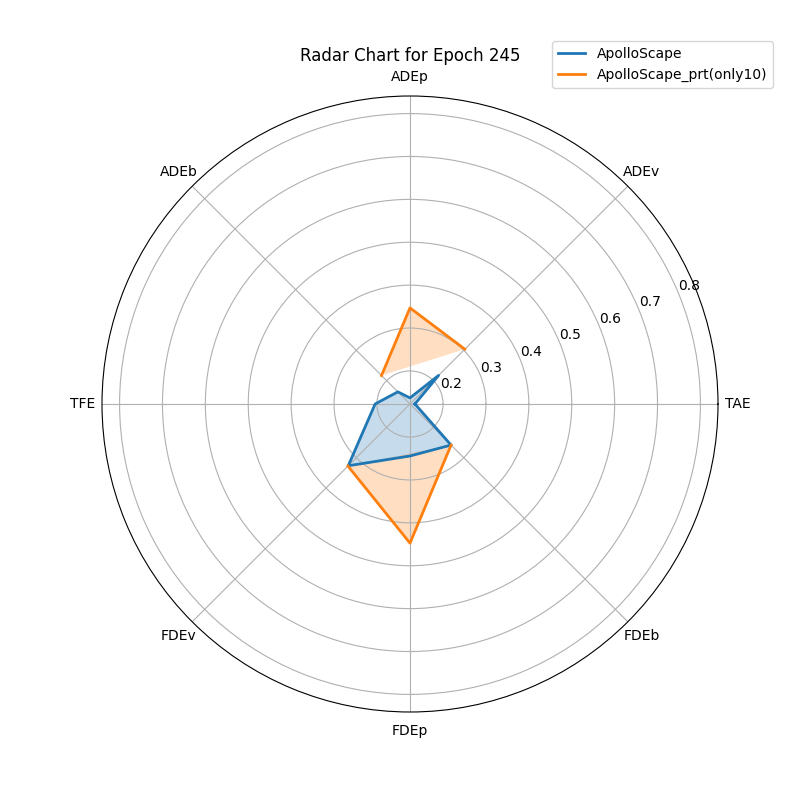 Radar Chart for Epoch 245
ApolloScape
ApolloScape_prt(only10)
ADEp
ADEb
ADEv
0.8
0.7
0.6
0.5
0.4
0.3
0.2
TFE
TAE
FDEv
FDEb
FDEp